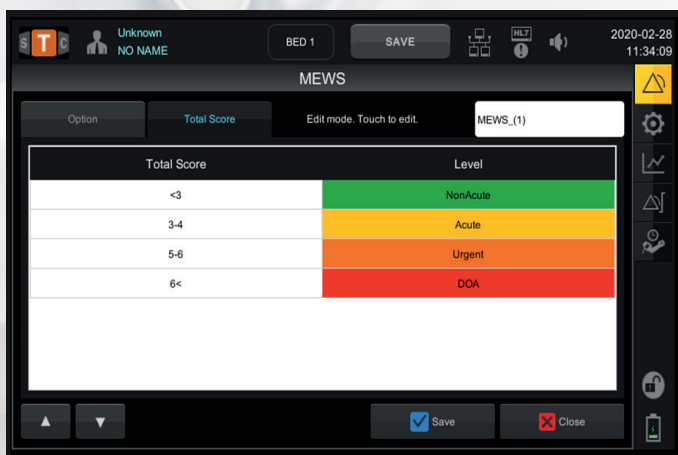 S T C
Unknown
NO NAME
BED 1
SAVE
HL7
2020-02-28
11:34:09
MEWS
Option
Total Score
Edit mode. Touch to edit.
MEWS_(1)
Total Score Level
<3 NonAcute
3-4 Acute
5-6 Urgent
6< DOA
Save
Close